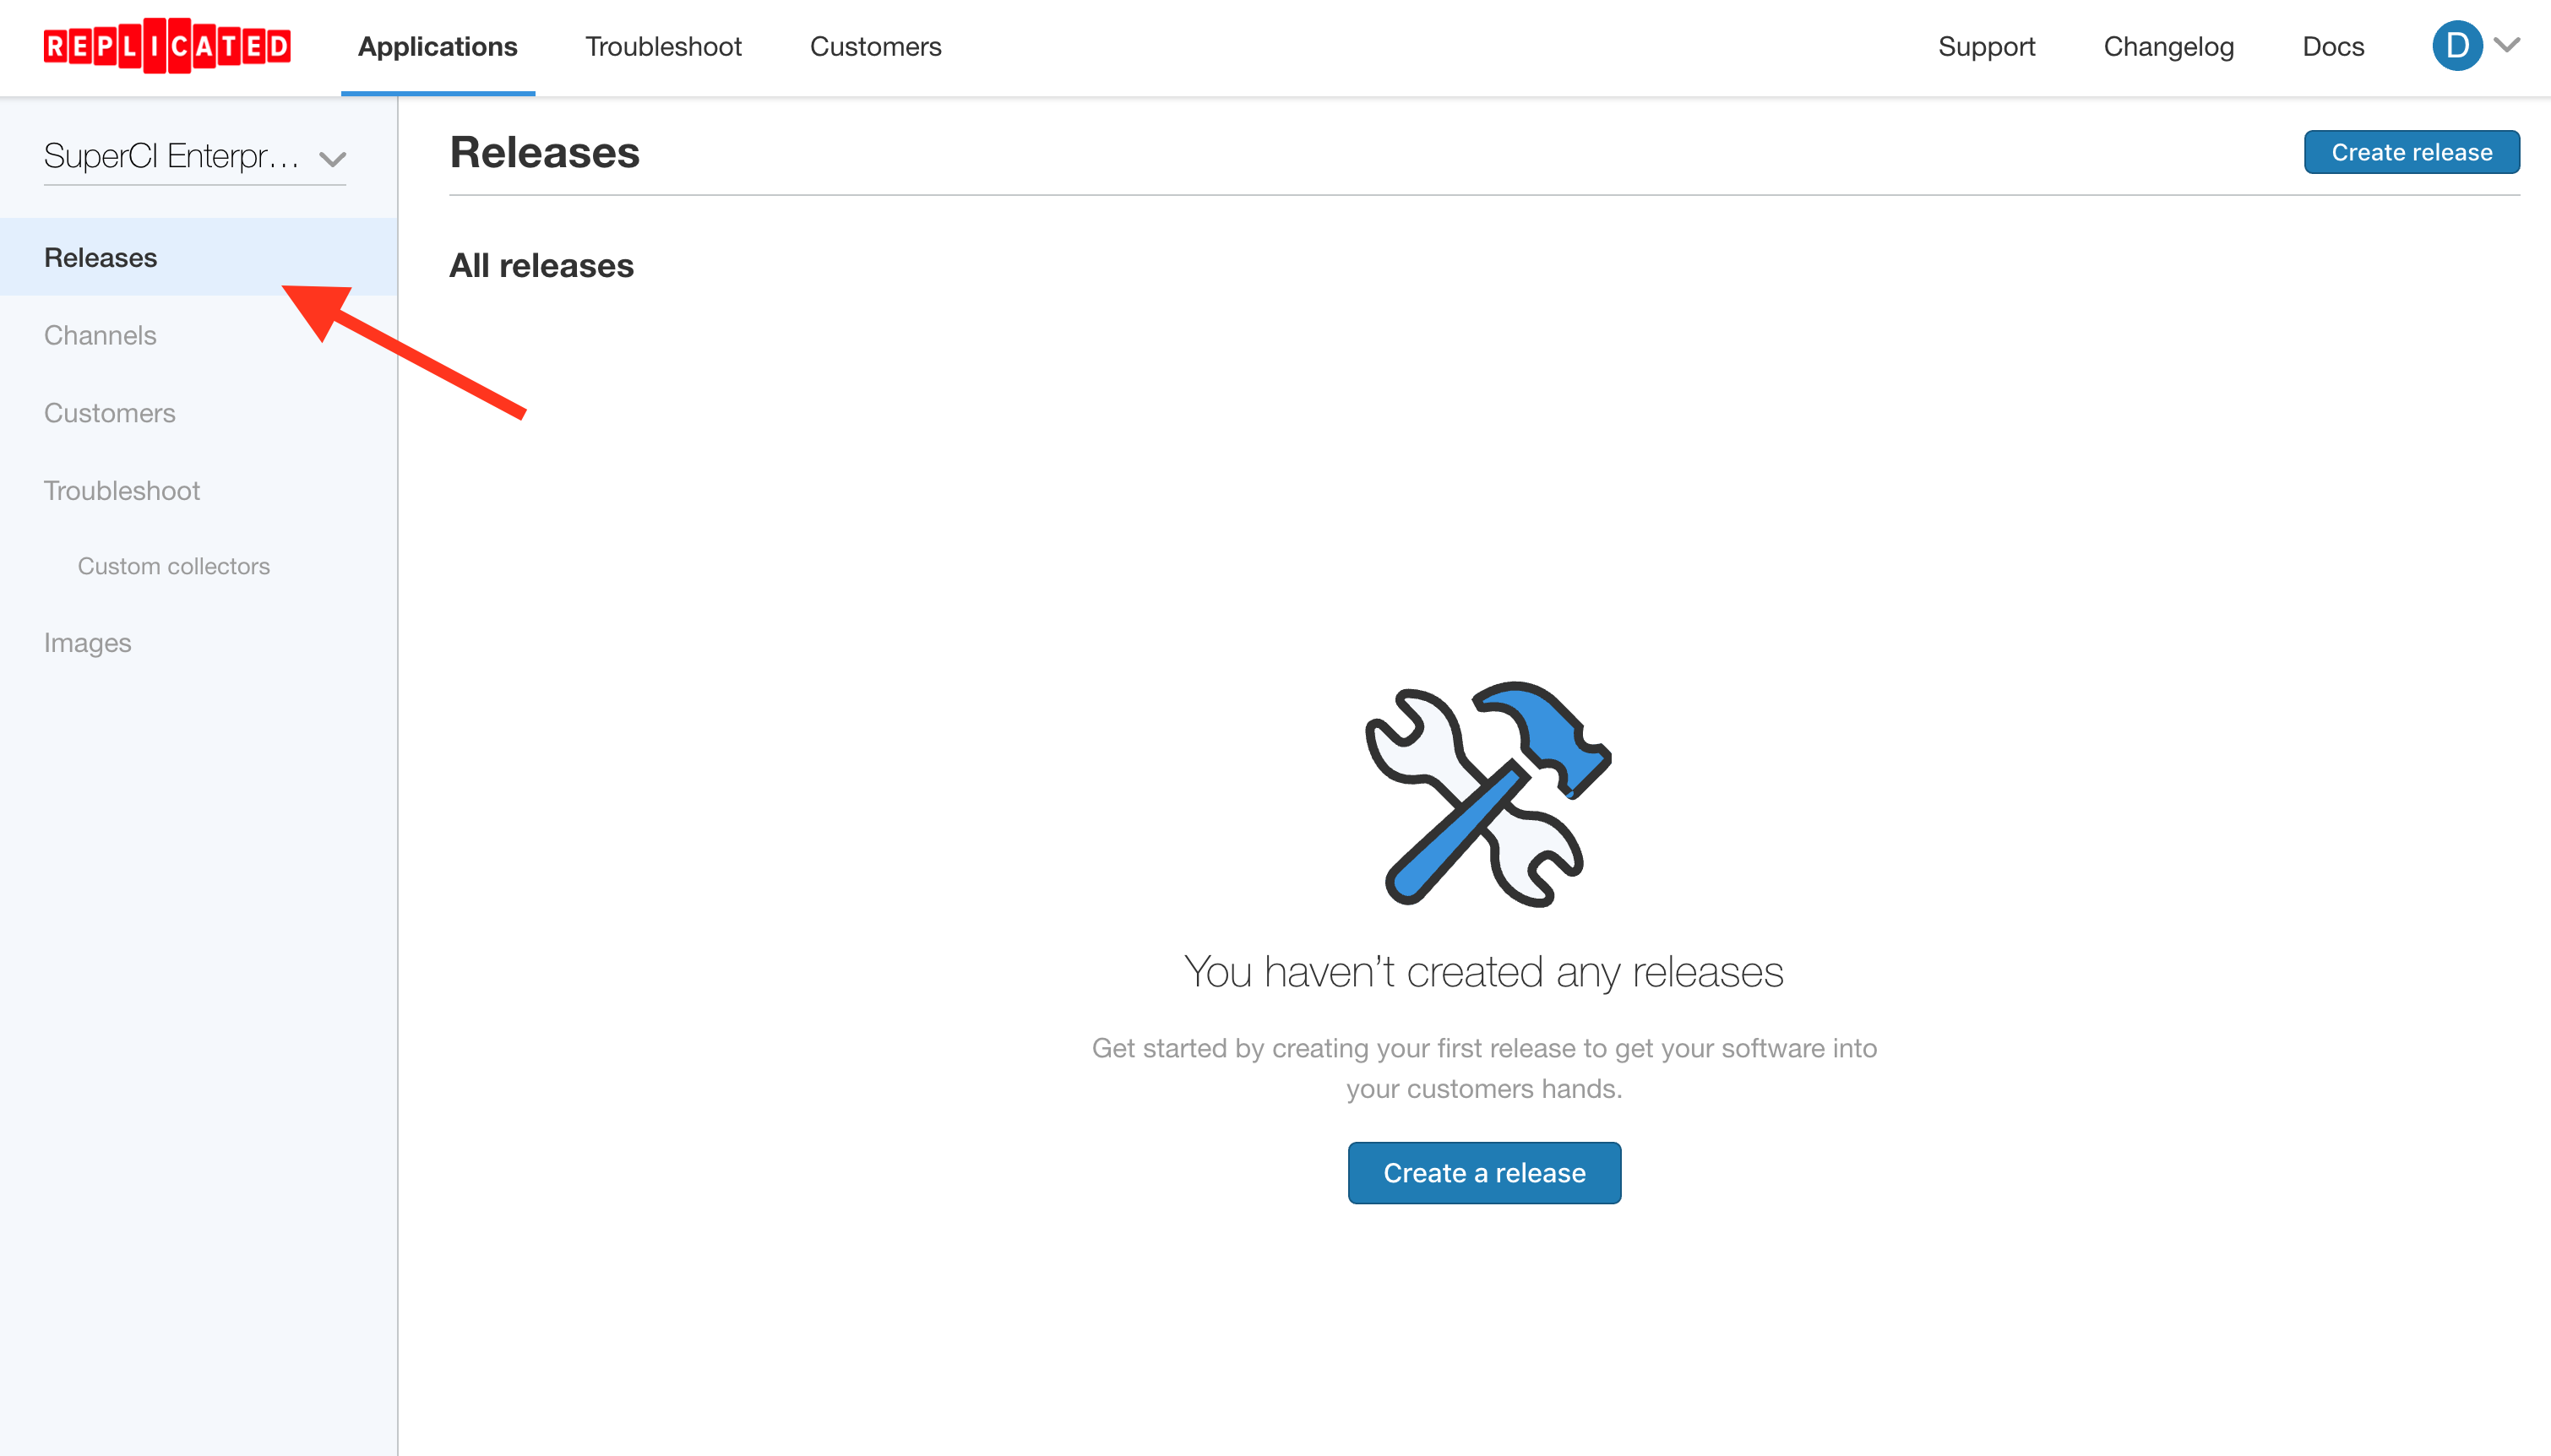 REPLICATED
Applications
Troubleshoot
Customers
Support
Changelog
Docs
D
SuperCI Enterpr...
Releases
Channels
Customers
Troubleshoot
Custom collectors
Images
Releases
Create release
All releases
You haven’t created any releases
Get started by creating your first release to get your software into
your customers hands.
Create a release